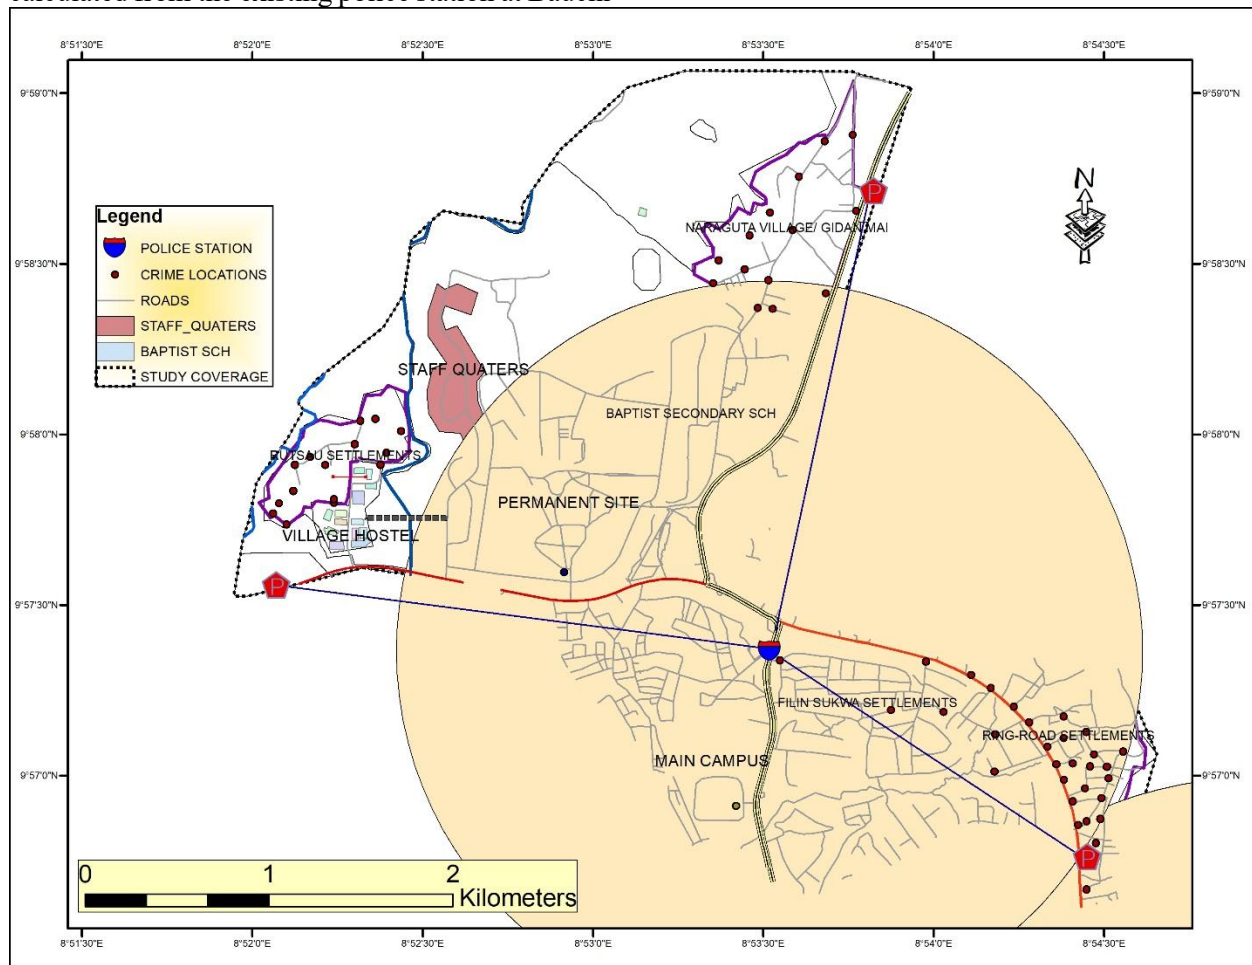 calculated from the existing police station at Bauchi
8°51'30"E 8°52'0"E 8°52'30"E 8°53'0"E 8°53'30"E 8°54'0"E 8°54'30"E
9°59'0"N 9°59'0"N
N
P
Legend
POLICE STATION
CRIME LOCATIONS
ROADS
STAFF_QUATERS
BAPTIST SCH
STUDY COVERAGE
NARAGUTA VILLAGE/ GIDAN MAI
9°58'30"N 9°58'30"N
STAFF QUATERS
BAPTIST SECONDARY SCH
9°58'0"N 9°58'0"N
RUTSAU SETTLEMENTS
PERMANENT SITE
VILLAGE HOSTEL
P
9°57'30"N 9°57'30"N
FILIN SUKWA SETTLEMENTS
RING-ROAD SETTLEMENTS
MAIN CAMPUS
9°57'0"N 9°57'0"N
P
0 1 2
Kilometers
8°51'30"E 8°52'0"E 8°52'30"E 8°53'0"E 8°53'30"E 8°54'0"E 8°54'30"E